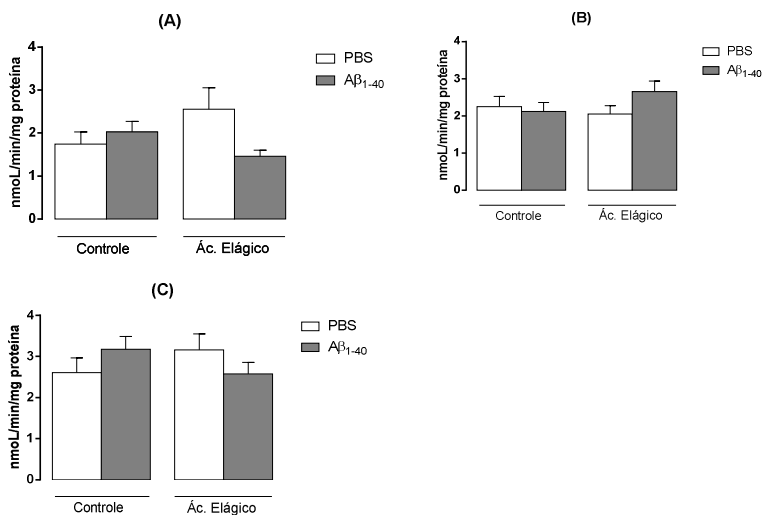 (A)
nmoL/min/mg proteína
4
3
2
1
0
PBS
Aβ1-40
Controle
Ác. Elágico
(B)
nmoL/min/mg proteína
4
3
2
1
0
PBS
Aβ1-40
Controle
Ác. Elágico
(C)
nmoL/min/mg proteína
4
3
2
1
0
PBS
Aβ1-40
Controle
Ác. Elágico